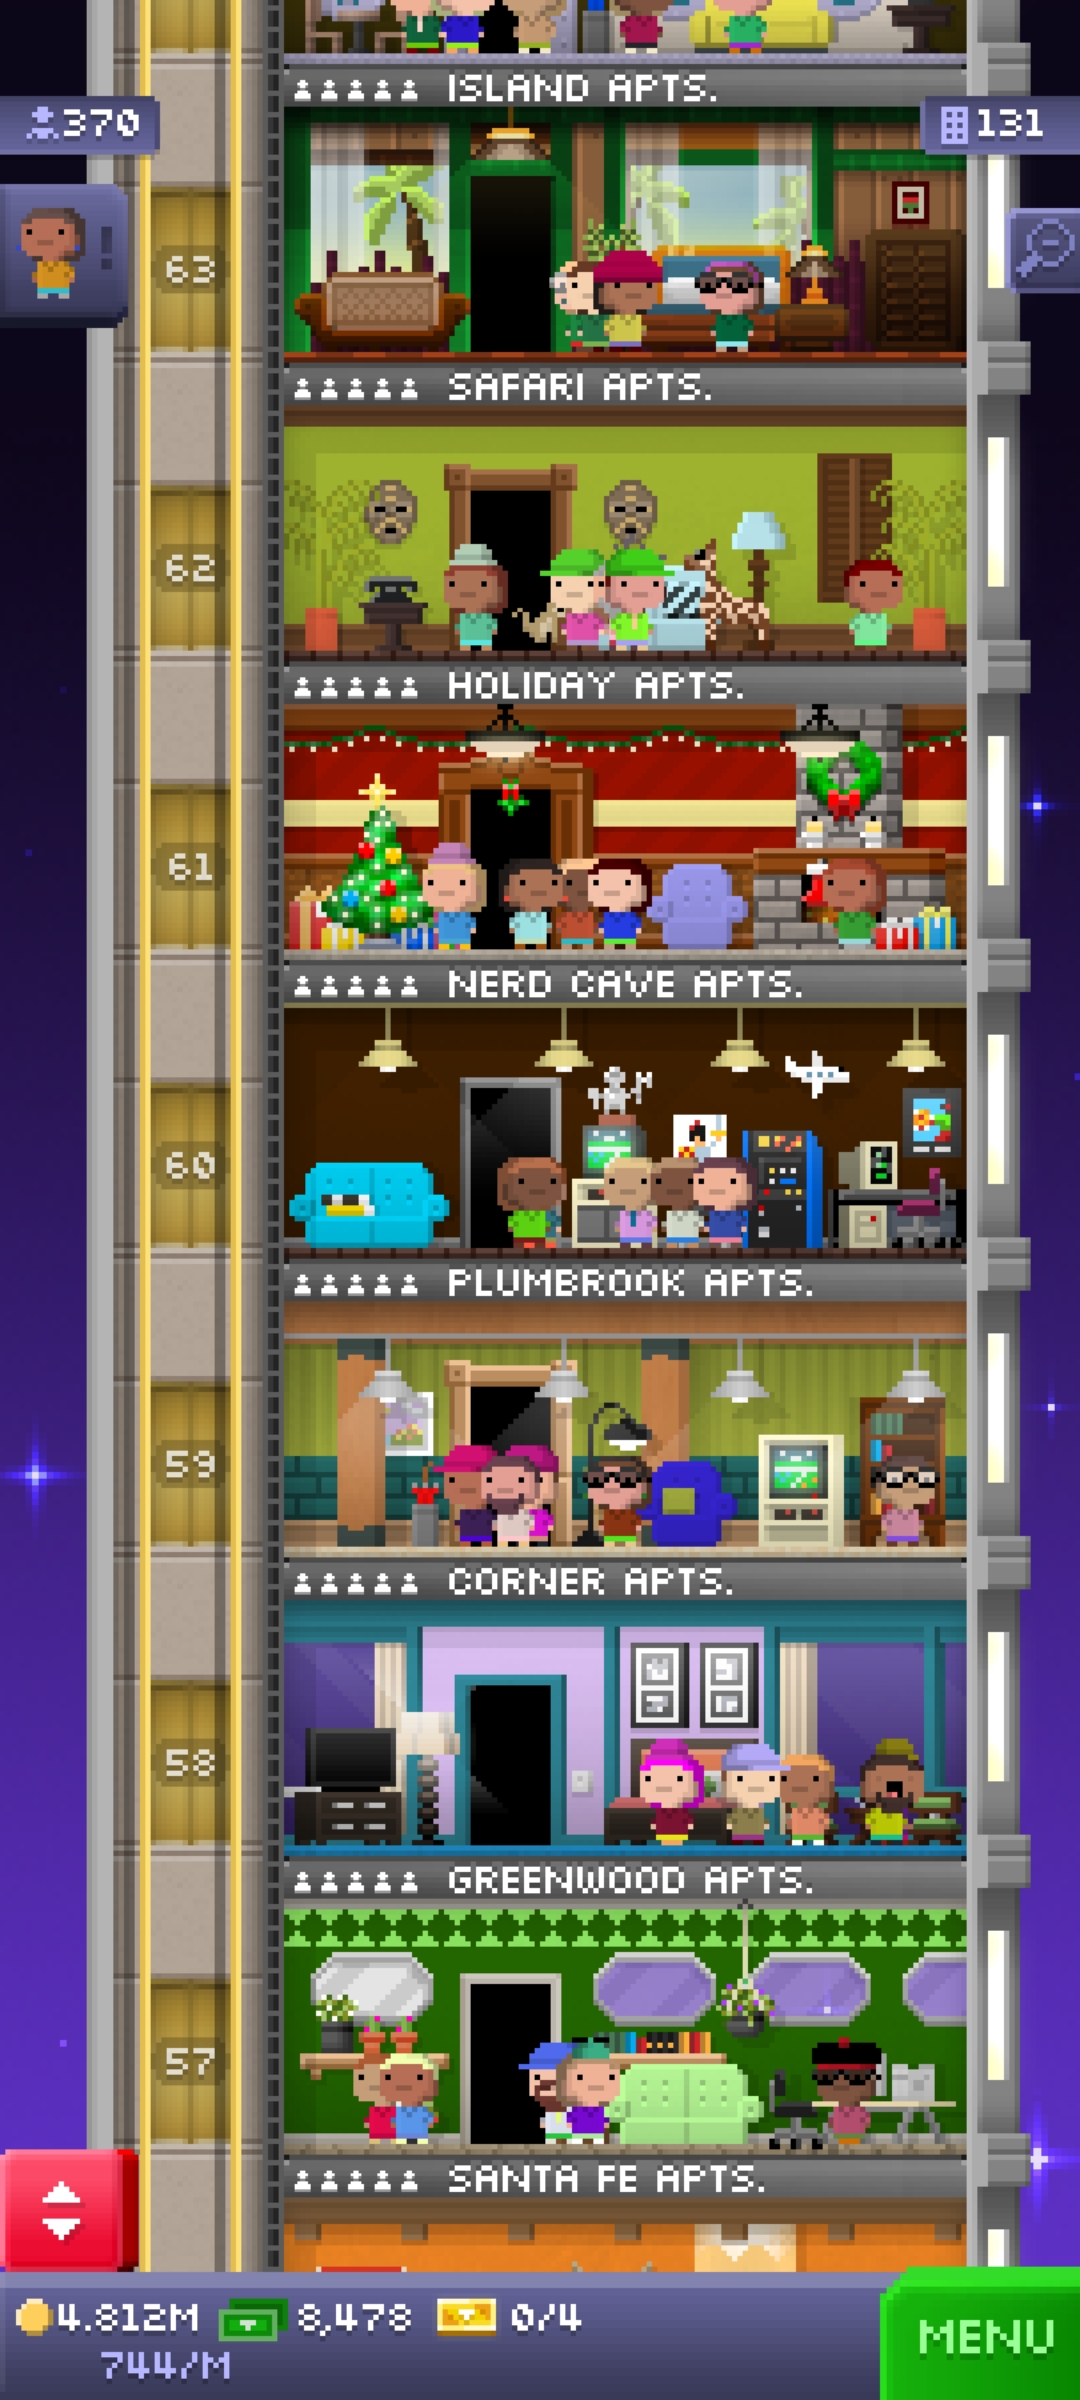 ISLAND APTS.
370
131
63
SAFARI APTS.
62
HOLIDAY APTS.
61
NERD CAVE APTS.
60
PLUMBROOK APTS.
59
CORNER APTS.
58
GREENWOOD APTS.
57
SANTA FE APTS.
4.812M 8,478 0/4
744/M
MENU